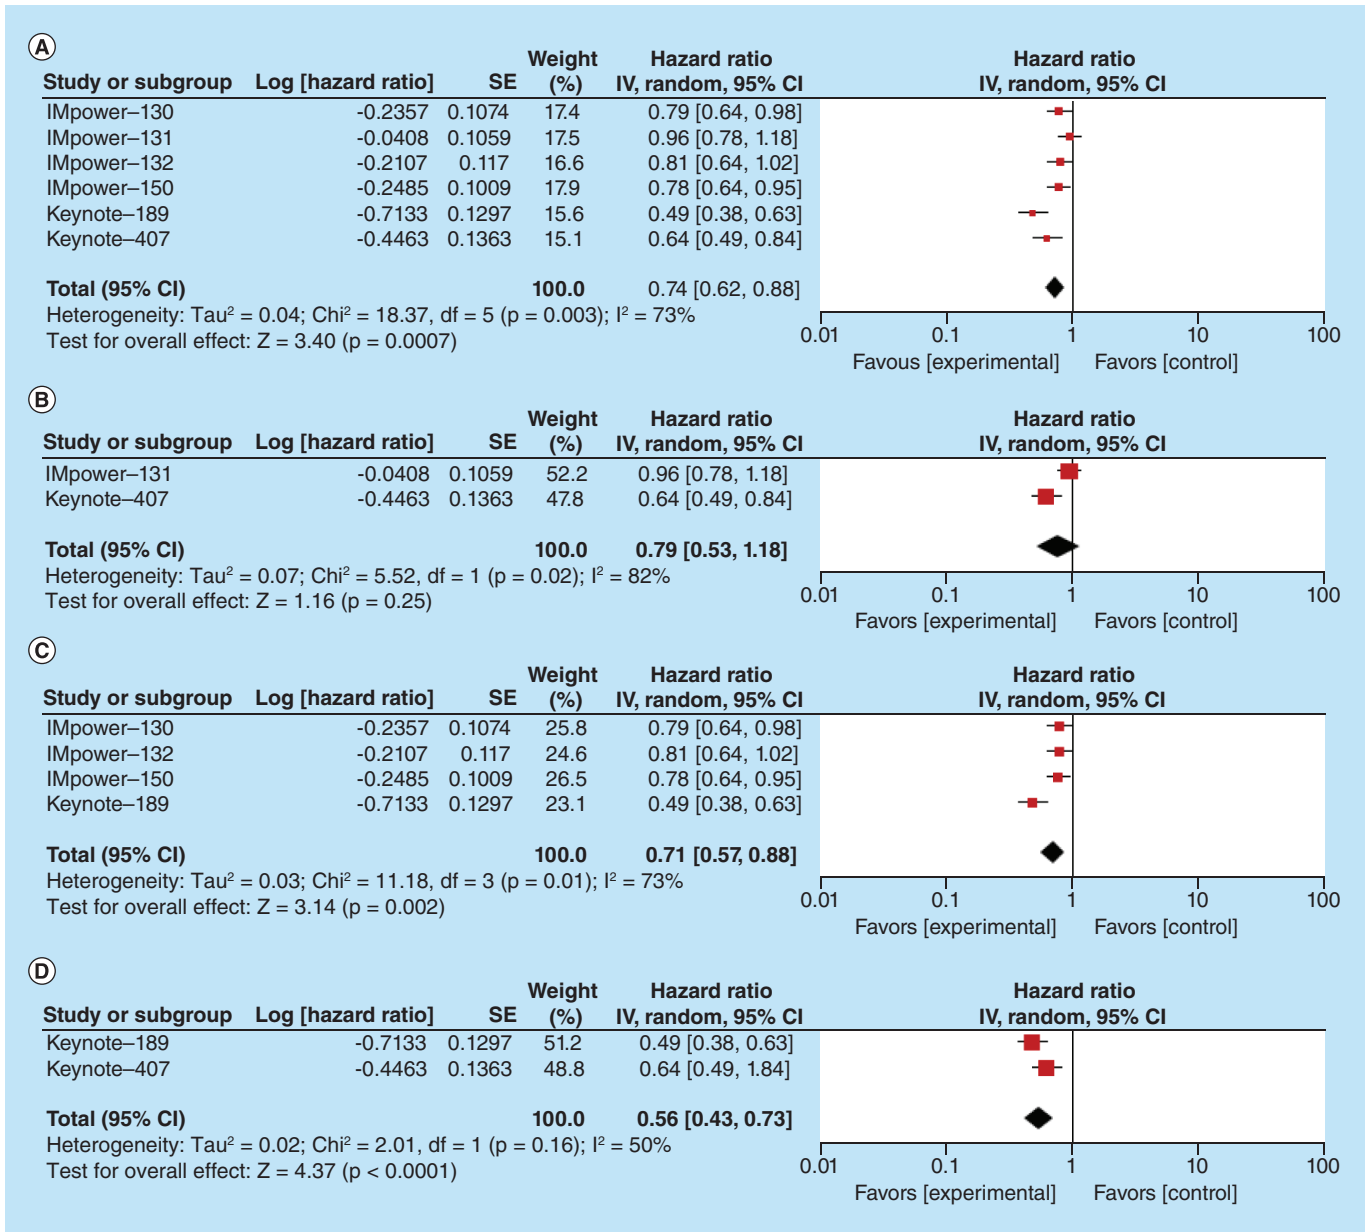 A
Weight Hazard ratio Hazard ratio
Study or subgroup Log [hazard ratio] SE (%) IV, random, 95% CI IV, random, 95% CI
IMpower–130 -0.2357 0.1074 17.4 0.79 [0.64, 0.98]
IMpower–131 -0.0408 0.1059 17.5 0.96 [0.78, 1.18]
IMpower–132 -0.2107 0.117 16.6 0.81 [0.64, 1.02]
IMpower–150 -0.2485 0.1009 17.9 0.78 [0.64, 0.95]
Keynote–189 -0.7133 0.1297 15.6 0.49 [0.38, 0.63]
Keynote–407 -0.4463 0.1363 15.1 0.64 [0.49, 0.84]
Total (95% CI) 100.0 0.74 [0.62, 0.88]
Heterogeneity: Tau² = 0.04; Chi² = 18.37, df = 5 (p = 0.003); I² = 73%
Test for overall effect: Z = 3.40 (p = 0.0007)
0.01 0.1 1 10 100
Favous [experimental] Favors [control]
B
Weight Hazard ratio Hazard ratio
Study or subgroup Log [hazard ratio] SE (%) IV, random, 95% CI IV, random, 95% CI
IMpower–131 -0.0408 0.1059 52.2 0.96 [0.78, 1.18]
Keynote–407 -0.4463 0.1363 47.8 0.64 [0.49, 0.84]
Total (95% CI) 100.0 0.79 [0.53, 1.18]
Heterogeneity: Tau² = 0.07; Chi² = 5.52, df = 1 (p = 0.02); I² = 82%
Test for overall effect: Z = 1.16 (p = 0.25)
0.01 0.1 1 10 100
Favors [experimental] Favors [control]
C
Weight Hazard ratio Hazard ratio
Study or subgroup Log [hazard ratio] SE (%) IV, random, 95% CI IV, random, 95% CI
IMpower–130 -0.2357 0.1074 25.8 0.79 [0.64, 0.98]
IMpower–132 -0.2107 0.117 24.6 0.81 [0.64, 1.02]
IMpower–150 -0.2485 0.1009 26.5 0.78 [0.64, 0.95]
Keynote–189 -0.7133 0.1297 23.1 0.49 [0.38, 0.63]
Total (95% CI) 100.0 0.71 [0.57, 0.88]
Heterogeneity: Tau² = 0.03; Chi² = 11.18, df = 3 (p = 0.01); I² = 73%
Test for overall effect: Z = 3.14 (p = 0.002)
0.01 0.1 1 10 100
Favors [experimental] Favors [control]
D
Weight Hazard ratio Hazard ratio
Study or subgroup Log [hazard ratio] SE (%) IV, random, 95% CI IV, random, 95% CI
Keynote–189 -0.7133 0.1297 51.2 0.49 [0.38, 0.63]
Keynote–407 -0.4463 0.1363 48.8 0.64 [0.49, 1.84]
Total (95% CI) 100.0 0.56 [0.43, 0.73]
Heterogeneity: Tau² = 0.02; Chi² = 2.01, df = 1 (p = 0.16); I² = 50%
Test for overall effect: Z = 4.37 (p < 0.0001)
0.01 0.1 1 10 100
Favors [experimental] Favors [control]